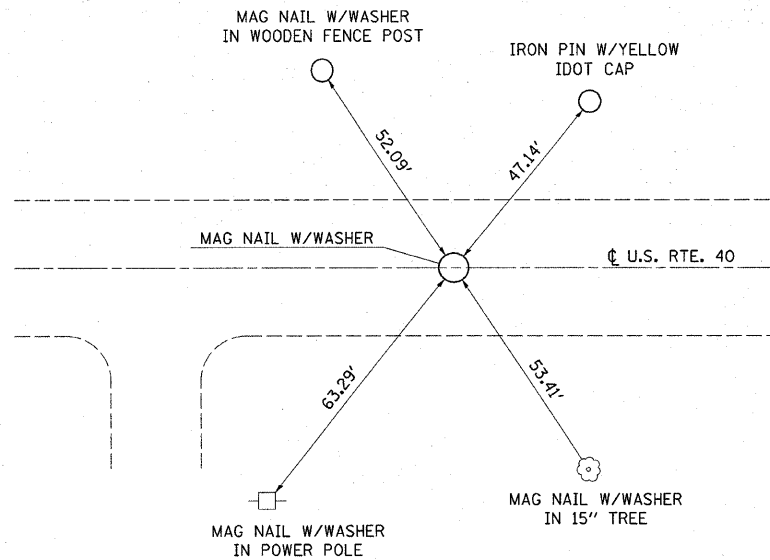 MAG NAIL W/WASHER
IN WOODEN FENCE POST
IRON PIN W/YELLOW
IDOT CAP
52.09'
47.14'
MAG NAIL W/WASHER
℄ U.S. RTE. 40
63.29'
53.41'
MAG NAIL W/WASHER
IN POWER POLE
MAG NAIL W/WASHER
IN 15" TREE